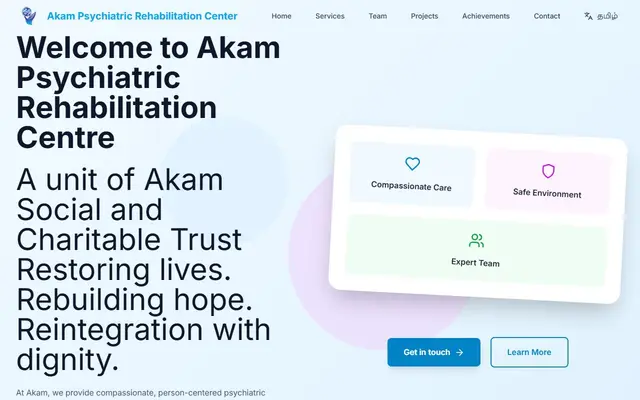 Akam Psychiatric Rehabilitation Center
Home
Services
Team
Projects
Achievements
Contact
தமிழ்
Welcome to Akam
Psychiatric
Rehabilitation
Centre
A unit of Akam
Social and
Charitable Trust
Restoring lives.
Rebuilding hope.
Reintegration with
dignity.
At Akam, we provide compassionate, person-centered psychiatric
Compassionate Care
Safe Environment
Expert Team
Get in touch
Learn More